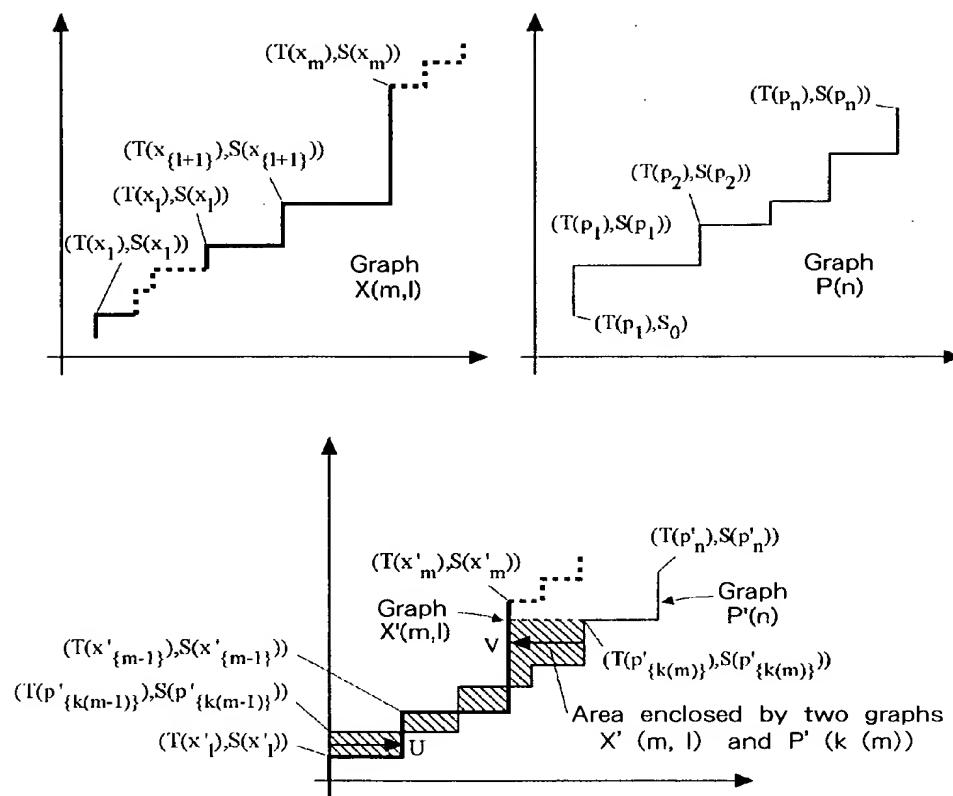 (T(x_m),S(x_m))
(T(x_{l+1}),S(x_{l+1}))
(T(x_l),S(x_l))
(T(x_1),S(x_1))
Graph
X(m,l)
(T(p_n),S(p_n))
(T(p_2),S(p_2))
(T(p_1),S(p_1))
Graph
P(n)
(T(p_1),S_0)
(T(p'_n),S(p'_n))
(T(x'_m),S(x'_m))
Graph
X'(m,l)
Graph
P'(n)
V
(T(x'_{m-1}),S(x'_{m-1}))
(T(p'_{k(m)}),S(p'_{k(m)}))
(T(p'_{k(m-1)}),S(p'_{k(m-1)}))
Area enclosed by two graphs
X' (m, l) and P' (k (m))
(T(x'_l),S(x'_l))
U